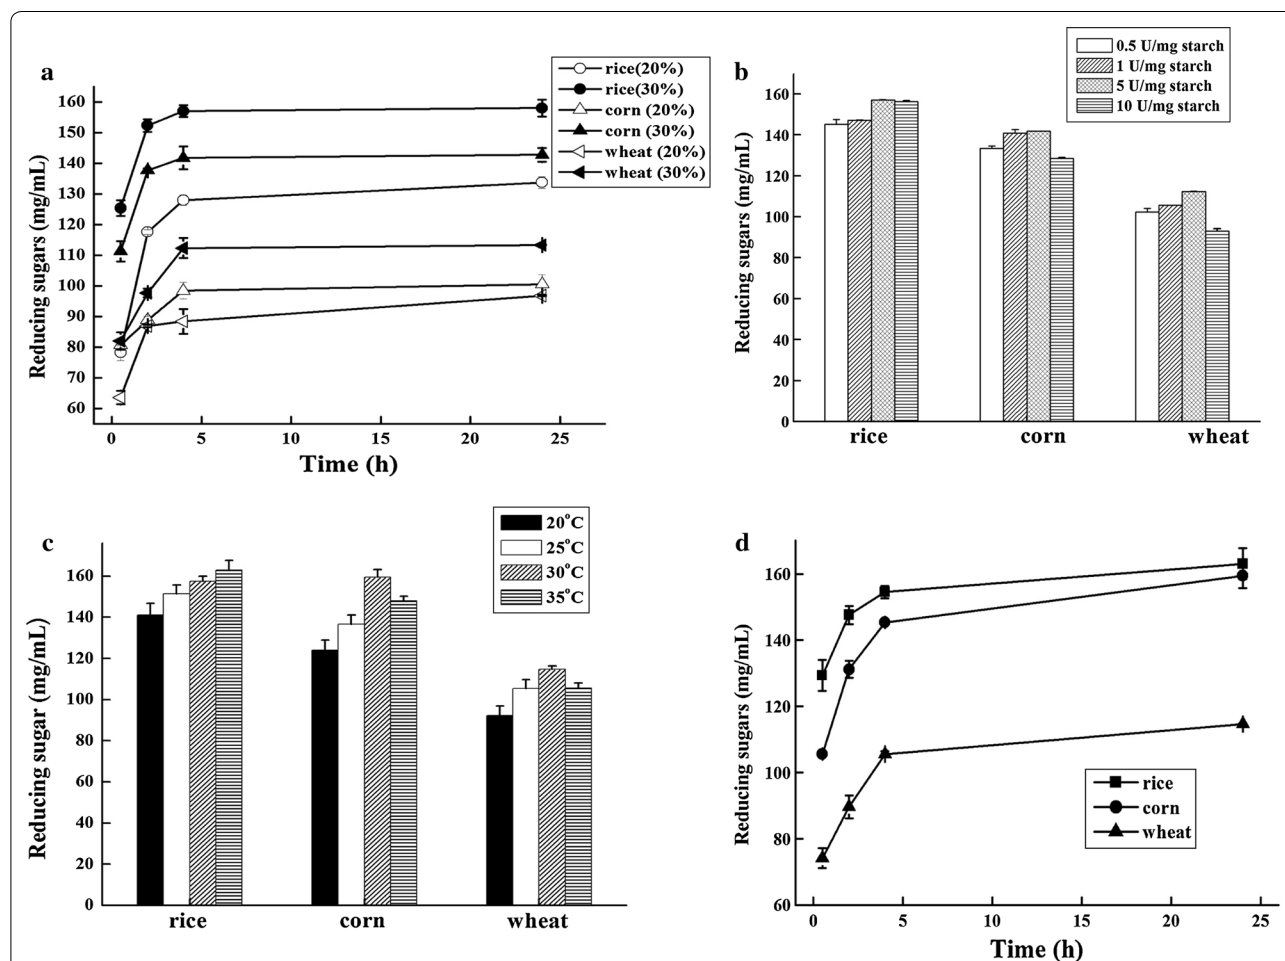 a
rice(20%)
rice(30%)
corn (20%)
corn (30%)
wheat (20%)
wheat (30%)
Reducing sugars (mg/mL)
160
150
140
130
120
110
100
90
80
70
60
0 5 10 15 20 25
Time (h)
b
0.5 U/mg starch
1 U/mg starch
5 U/mg starch
10 U/mg starch
Reducing sugars (mg/mL)
160
140
120
100
80
60
40
20
0
rice corn wheat
c
20°C
25°C
30°C
35°C
Reducing sugar (mg/mL)
160
140
120
100
80
60
40
20
0
rice corn wheat
d
Reducing sugars (mg/mL)
160
140
120
100
80
60
rice
corn
wheat
0 5 10 15 20 25
Time (h)